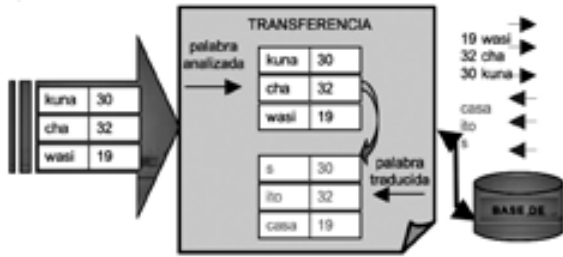 TRANSFERENCIA
palabra
analizada
kuna 30
cha 32
wasi 19
kuna 30
cha 32
wasi 19
s 30
ito 32
casa 19
palabra
traducida
19 wasi
32 cha
30 kuna
casa
ito
s
BASE DE